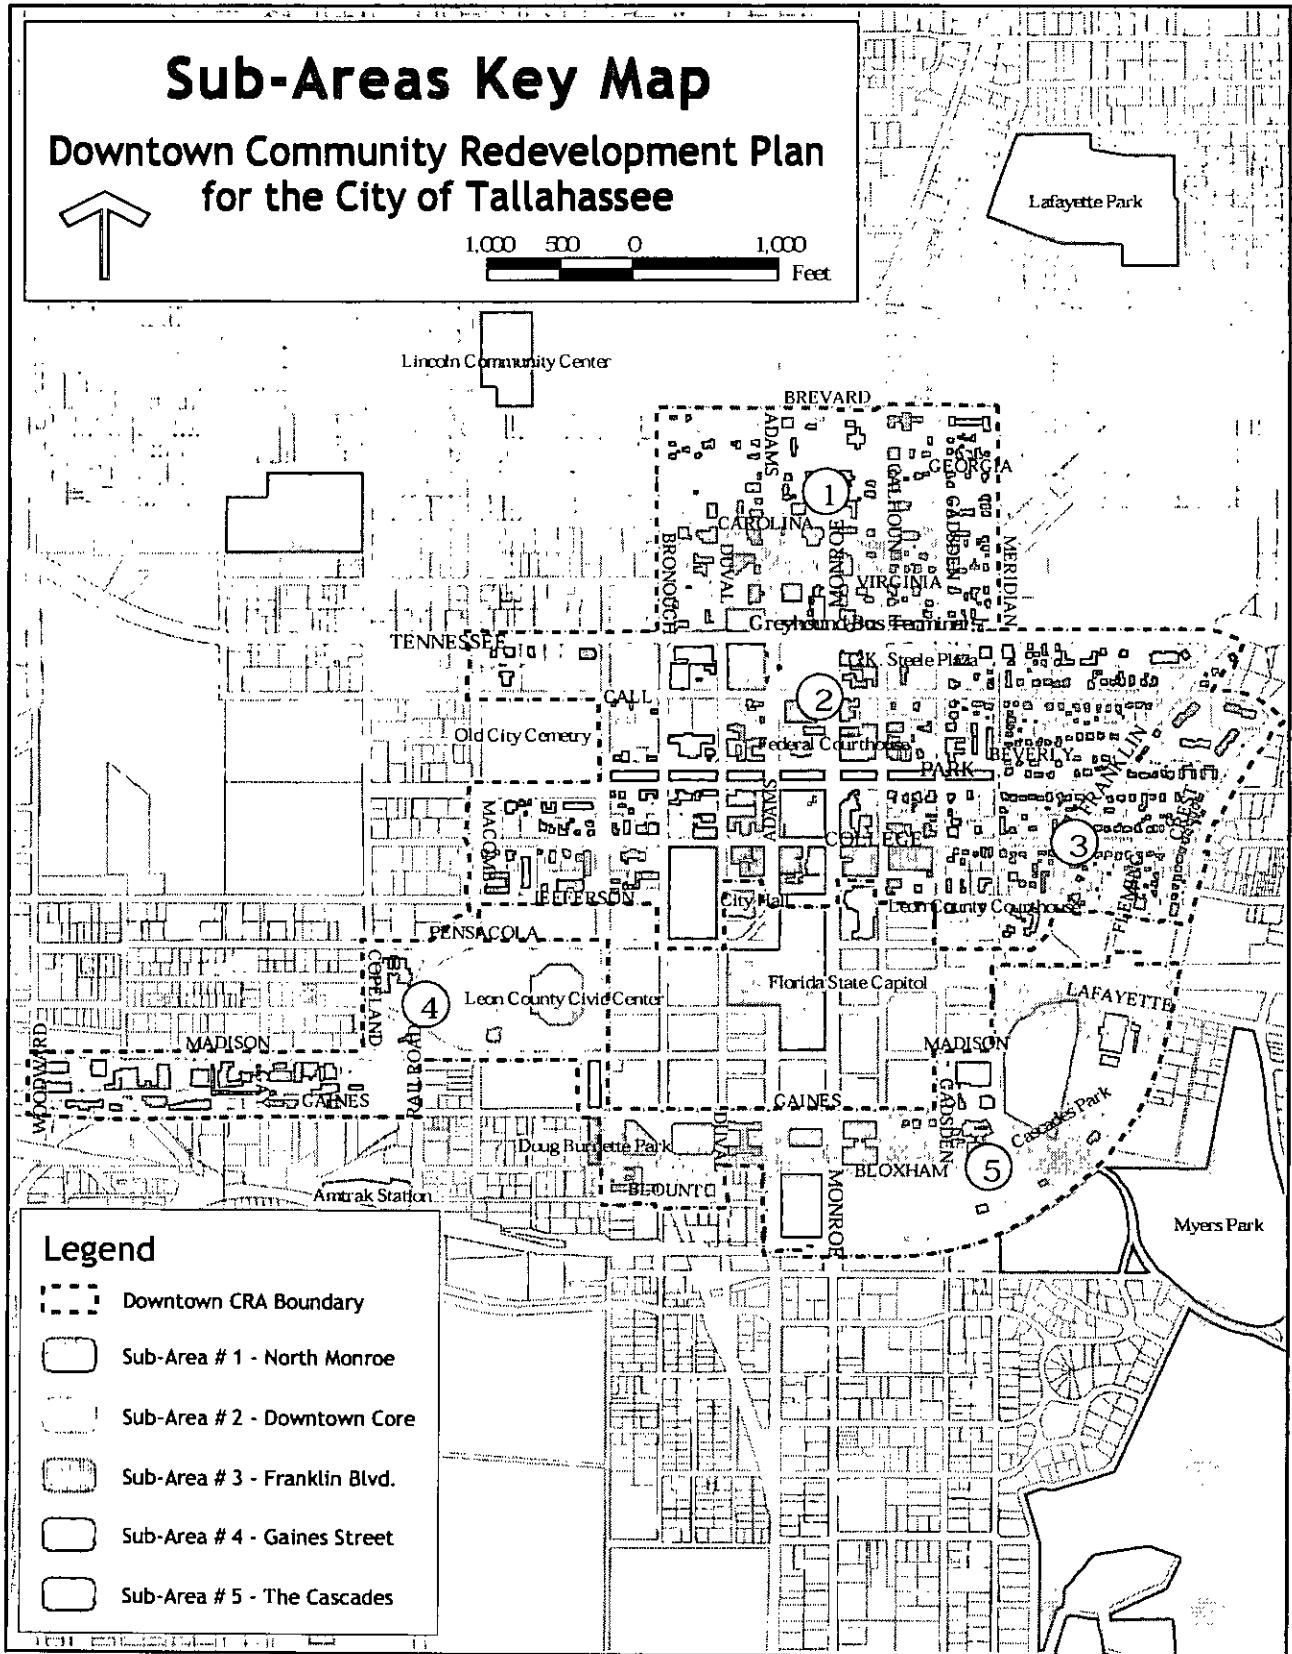 Sub-Areas Key Map
Downtown Community Redevelopment Plan
for the City of Tallahassee
1,000 500 0 1,000
Feet
Lafayette Park
Lincoln Community Center
BREVARD
ADAMS
GEORGIA
1
CALHOUN
GADSDEN
CAROLINA
MONROE
BRONOUGH
DUVAL
MERIDIAN
VIRGINIA
Greyhound Bus Terminal
TENNESSEE
C.K. Steele Plaza
2
CALL
Old City Cemetry
Federal Courthouse
BEVERLY
FRANKLIN
PARK
ADAMS
MACOMB
COLLEGE
3
CREST
FLEMING
JEFFERSON
City Hall
Leon County Courthouse
PENSACOLA
COPELAND
Florida State Capitol
LAFAYETTE
Leon County Civic Center
4
WOODWARD
MADISON
RAILROAD
MADISON
GAINES
GAINES
GADSDEN
Cascades Park
Doug Burnette Park
DUVAL
BLOXHAM
5
Amtrak Station
BLOUNT
MONROE
Myers Park
Legend
Downtown CRA Boundary
Sub-Area # 1 - North Monroe
Sub-Area # 2 - Downtown Core
Sub-Area # 3 - Franklin Blvd.
Sub-Area # 4 - Gaines Street
Sub-Area # 5 - The Cascades